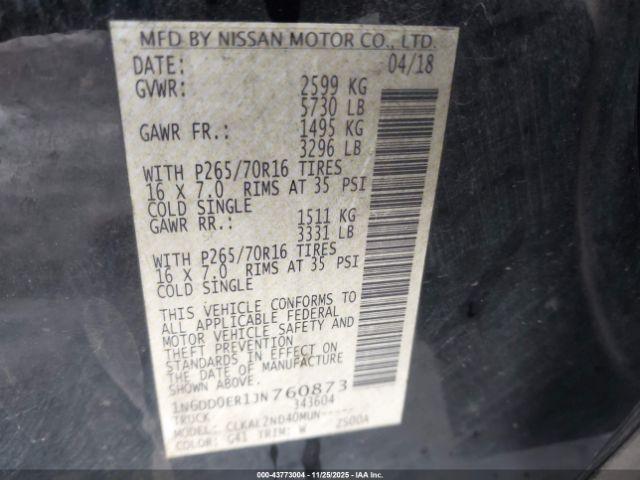 MFD BY NISSAN MOTOR CO., LTD.
DATE: 04/18
GVWR: 2599 KG
5730 LB
GAWR FR.: 1495 KG
3296 LB
WITH P265/70R16 TIRES
16 X 7.0 RIMS AT 35 PSI
COLD SINGLE
GAWR RR.: 1511 KG
3331 LB
WITH P265/70R16 TIRES
16 X 7.0 RIMS AT 35 PSI
COLD SINGLE
THIS VEHICLE CONFORMS TO
ALL APPLICABLE FEDERAL
MOTOR VEHICLE SAFETY AND
THEFT PREVENTION
STANDARDS IN EFFECT ON
THE DATE OF MANUFACTURE
SHOWN ABOVE.
1N6DD0ER1JN760873
TRUCK 343604
MODEL: CLKALZND40MUN-----
COLOR: G41 TRIM: W 2500A
000-43773004 - 11/25/2025 - IAAI.COM